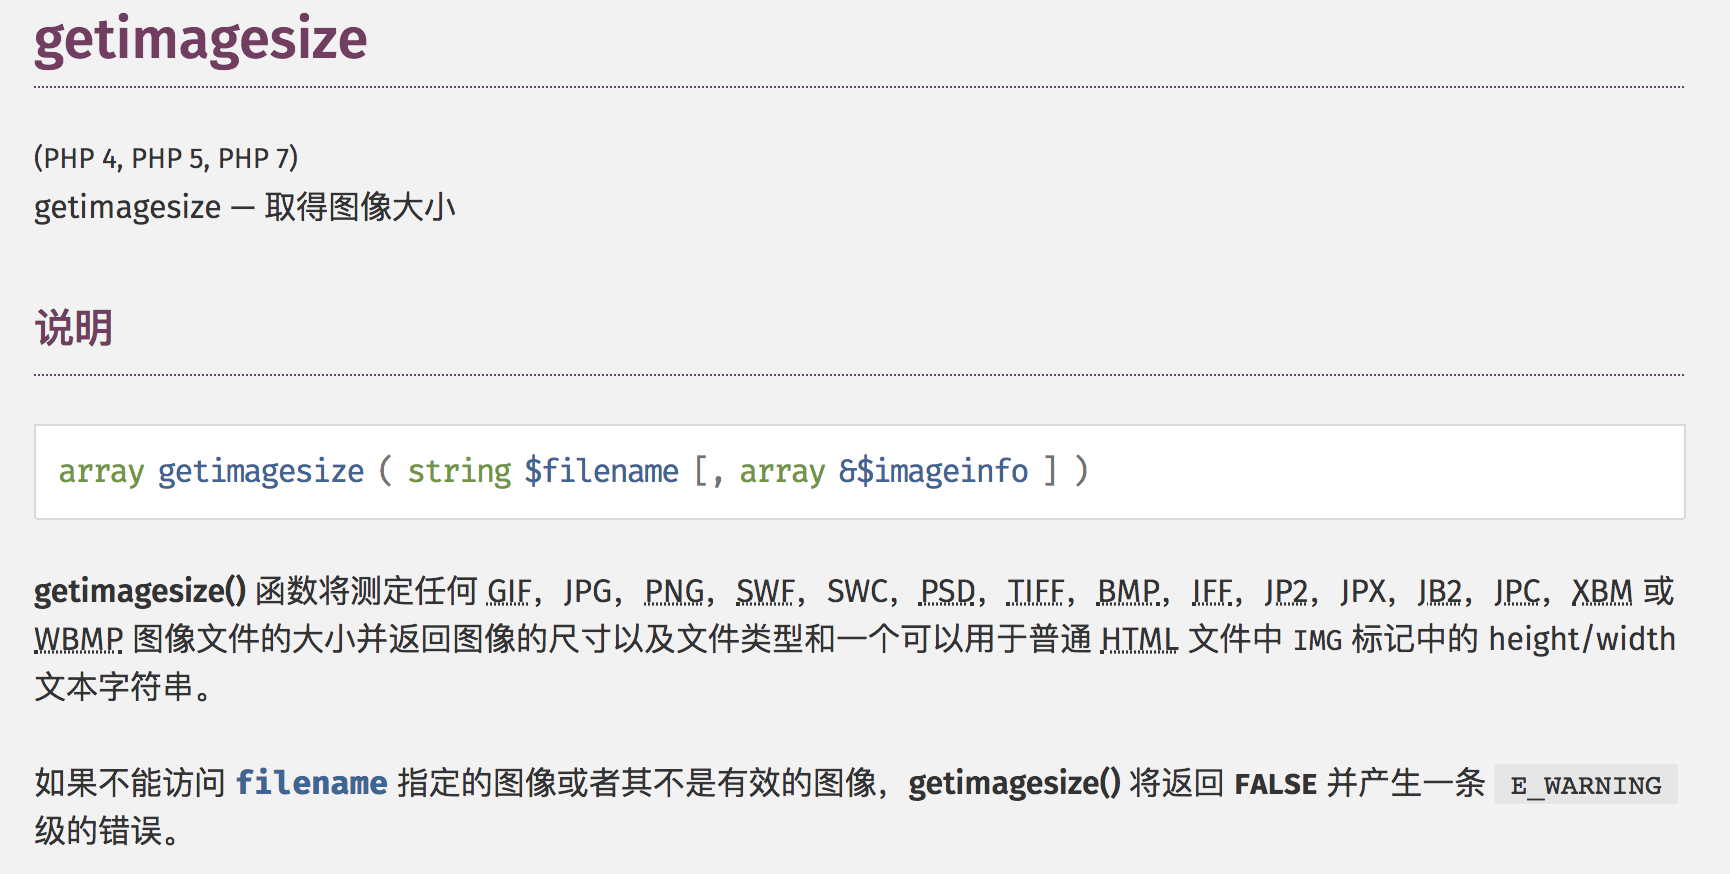 getimagesize
(PHP 4, PHP 5, PHP 7)
getimagesize — 取得图像大小
说明
array getimagesize ( string $filename [, array &$imageinfo ] )
getimagesize() 函数将测定任何 GIF，JPG，PNG，SWF，SWC，PSD，TIFF，BMP，IFF，JP2，JPX，JB2，JPC，XBM 或
WBMP 图像文件的大小并返回图像的尺寸以及文件类型和一个可以用于普通 HTML 文件中 IMG 标记中的 height/width
文本字符串。
如果不能访问 filename 指定的图像或者其不是有效的图像，getimagesize() 将返回 FALSE 并产生一条 E_WARNING
级的错误。